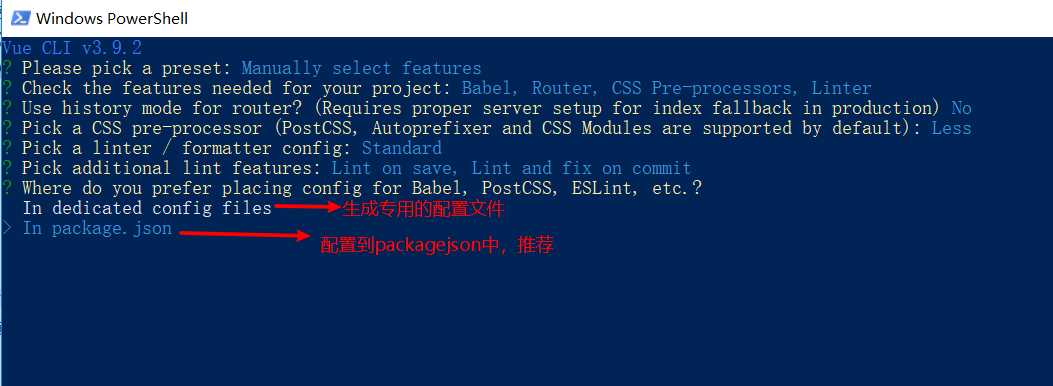 Windows PowerShell
Vue CLI v3.9.2
? Please pick a preset: Manually select features
? Check the features needed for your project: Babel, Router, CSS Pre-processors, Linter
? Use history mode for router? (Requires proper server setup for index fallback in production) No
? Pick a CSS pre-processor (PostCSS, Autoprefixer and CSS Modules are supported by default): Less
? Pick a linter / formatter config: Standard
? Pick additional lint features: Lint on save, Lint and fix on commit
? Where do you prefer placing config for Babel, PostCSS, ESLint, etc.?
In dedicated config files 生成专用的配置文件
> In package.json
配置到packagejson中，推荐